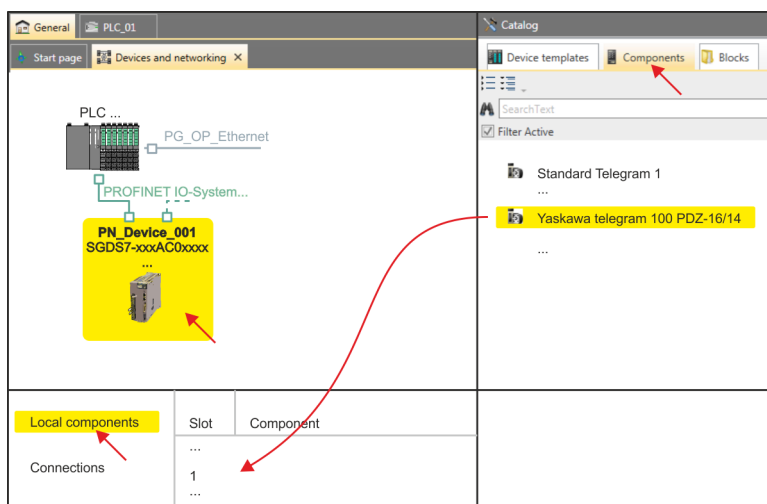 General
PLC_01
Start page
Devices and networking ×
PLC ...
PG_OP_Ethernet
PROFINET IO-System...
PN_Device_001
SGDS7-xxxAC0xxxx
...
Local components
Connections
Slot
Component
...
1
...
Catalog
Device templates
Components
Blocks
SearchText
Filter Active
Standard Telegram 1
...
Yaskawa telegram 100 PDZ-16/14
...